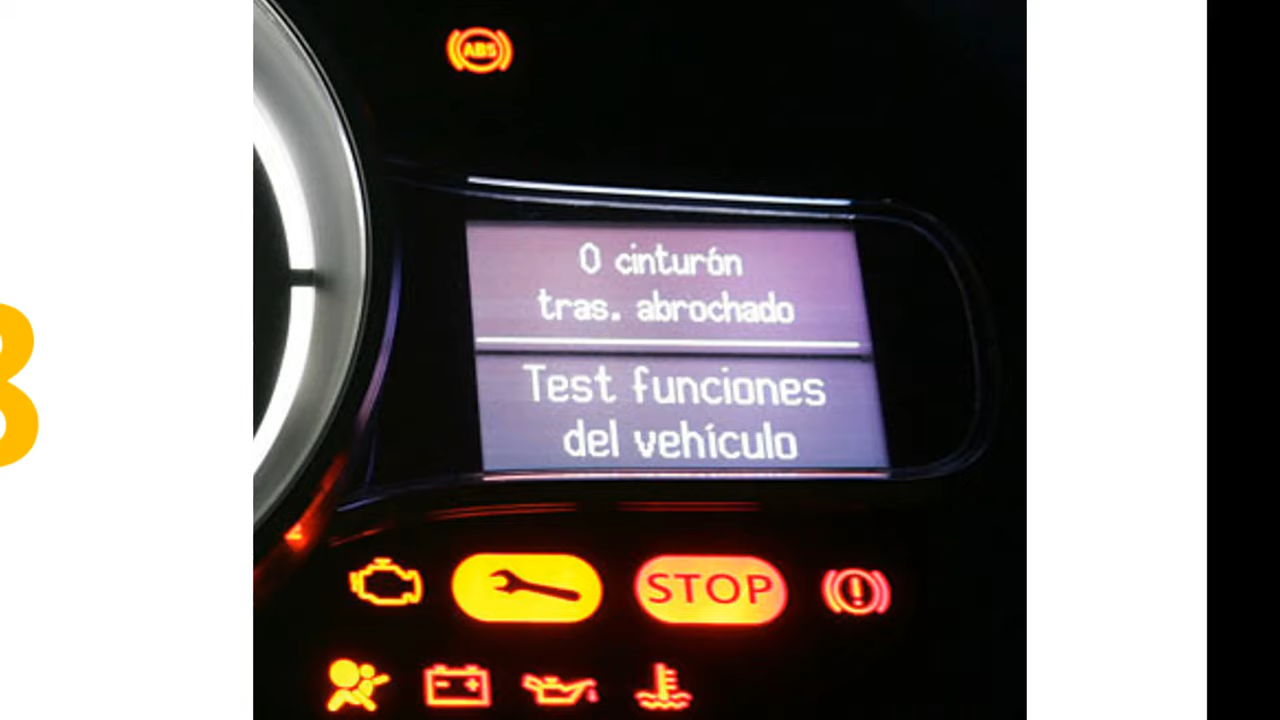 ABS
0 cinturón
tras. abrochado
Test funciones
del vehículo
STOP